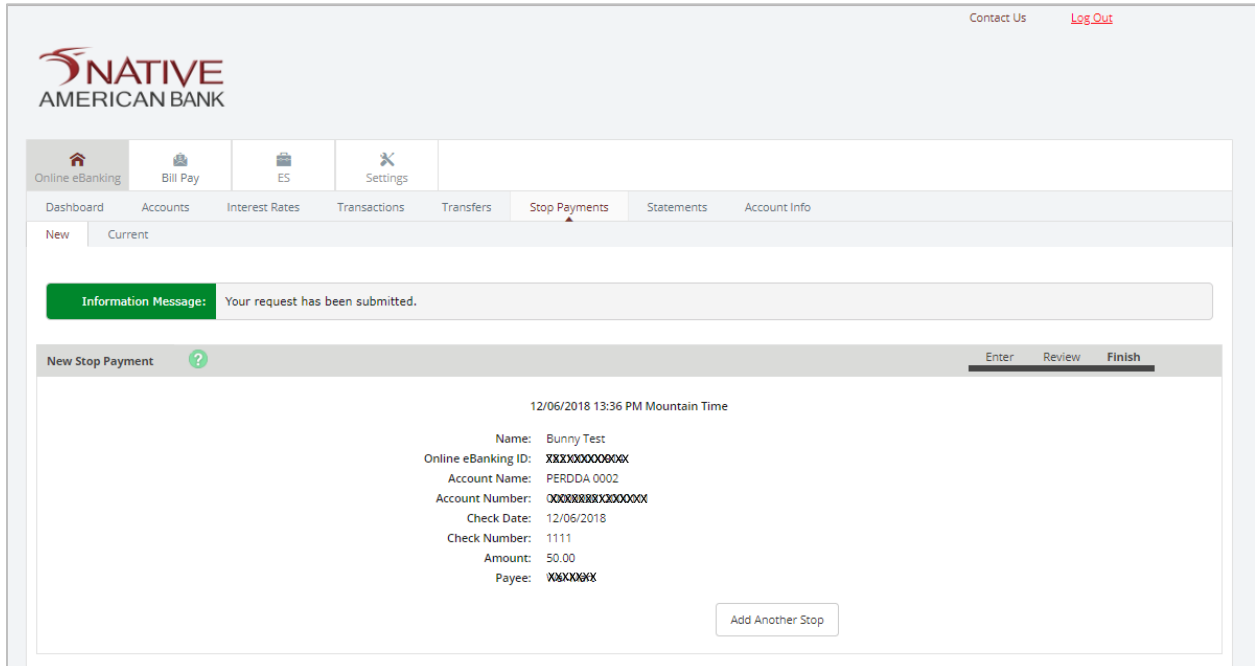 Contact Us Log Out
NATIVE
AMERICAN BANK
Online eBanking Bill Pay ES Settings
Dashboard Accounts Interest Rates Transactions Transfers Stop Payments Statements Account Info
New Current
Information Message: Your request has been submitted.
New Stop Payment ? Enter Review Finish
12/06/2018 13:36 PM Mountain Time
Name: Bunny Test
Online eBanking ID:
Account Name: PERDDA 0002
Account Number:
Check Date: 12/06/2018
Check Number: 1111
Amount: 50.00
Payee:
Add Another Stop